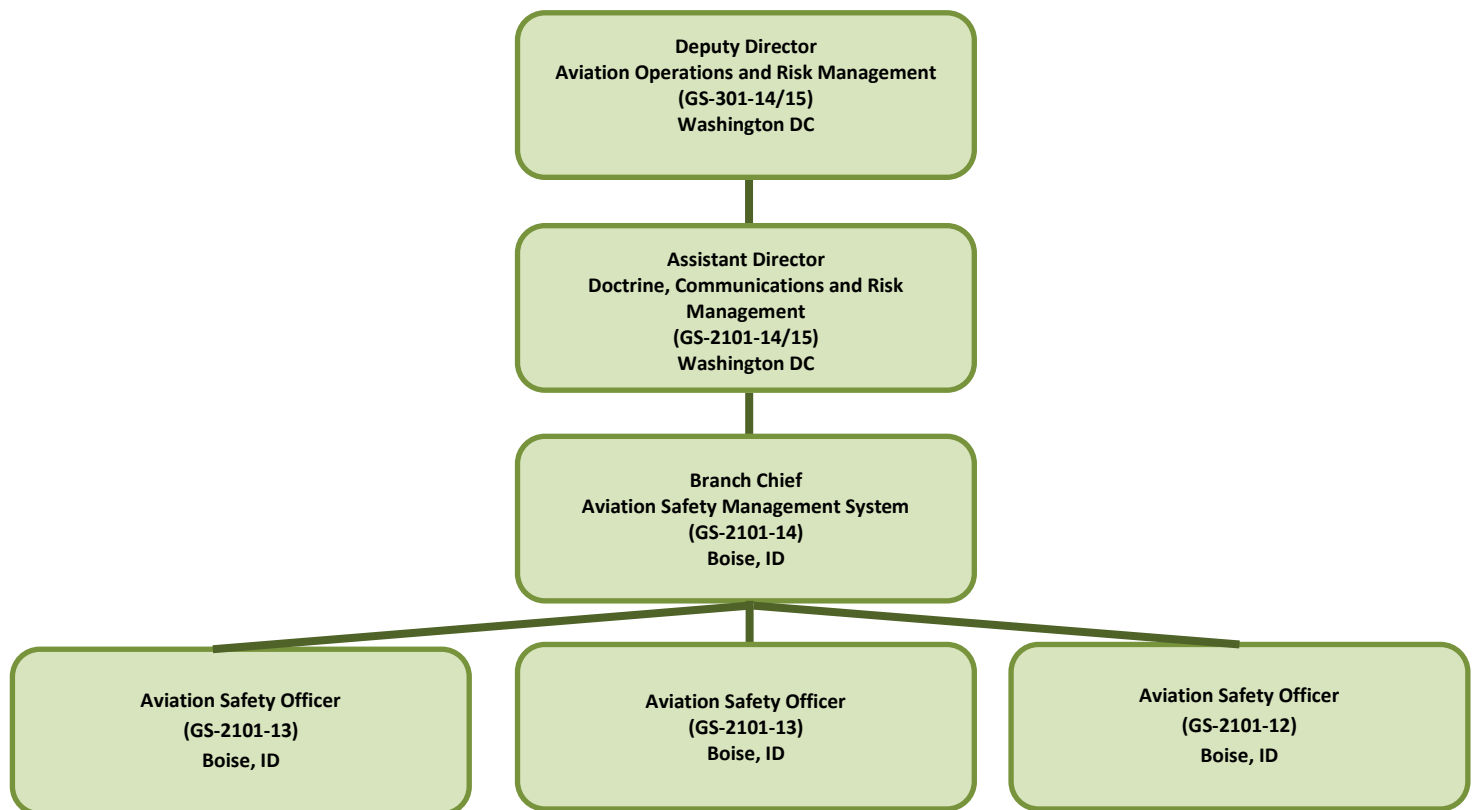 Deputy Director
Aviation Operations and Risk Management
(GS-301-14/15)
Washington DC
Assistant Director
Doctrine, Communications and Risk
Management
(GS-2101-14/15)
Washington DC
Branch Chief
Aviation Safety Management System
(GS-2101-14)
Boise, ID
Aviation Safety Officer
(GS-2101-13)
Boise, ID
Aviation Safety Officer
(GS-2101-13)
Boise, ID
Aviation Safety Officer
(GS-2101-12)
Boise, ID